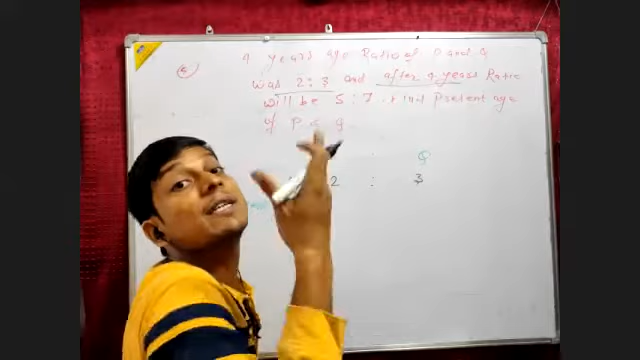 4 years ago Ratio of P and Q
was 2 : 3 and after 4 years Ratio
will be 5 : 7 . Find Present age
of P & Q
Q
2 : 3